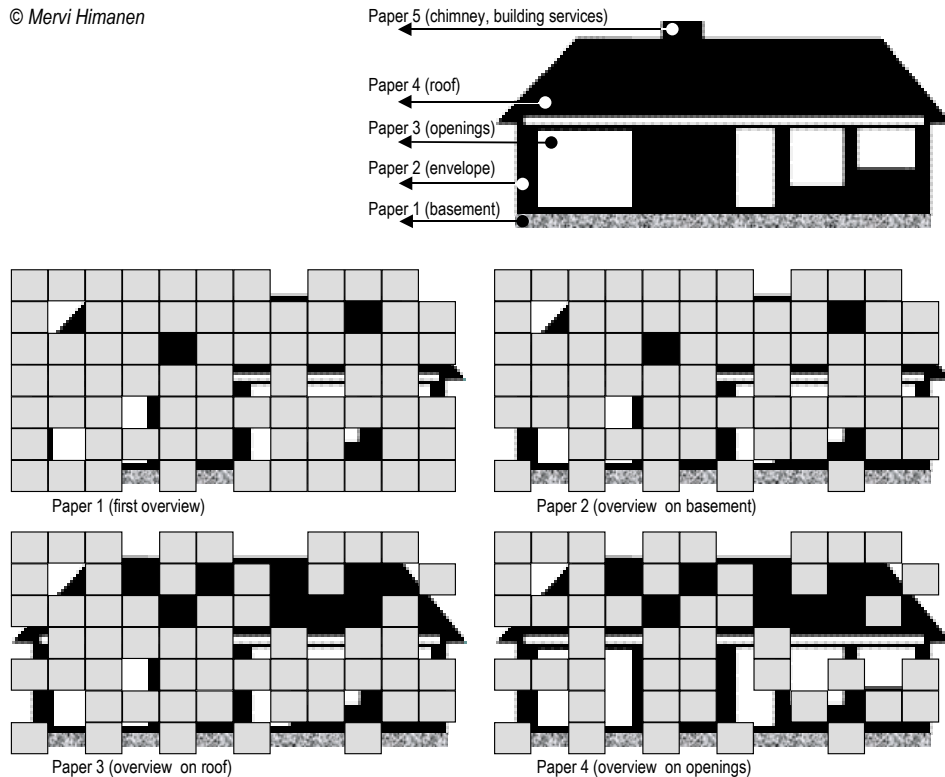 © Mervi Himanen
Paper 5 (chimney, building services)
Paper 4 (roof)
Paper 3 (openings)
Paper 2 (envelope)
Paper 1 (basement)
Paper 1 (first overview)
Paper 2 (overview on basement)
Paper 3 (overview on roof)
Paper 4 (overview on openings)